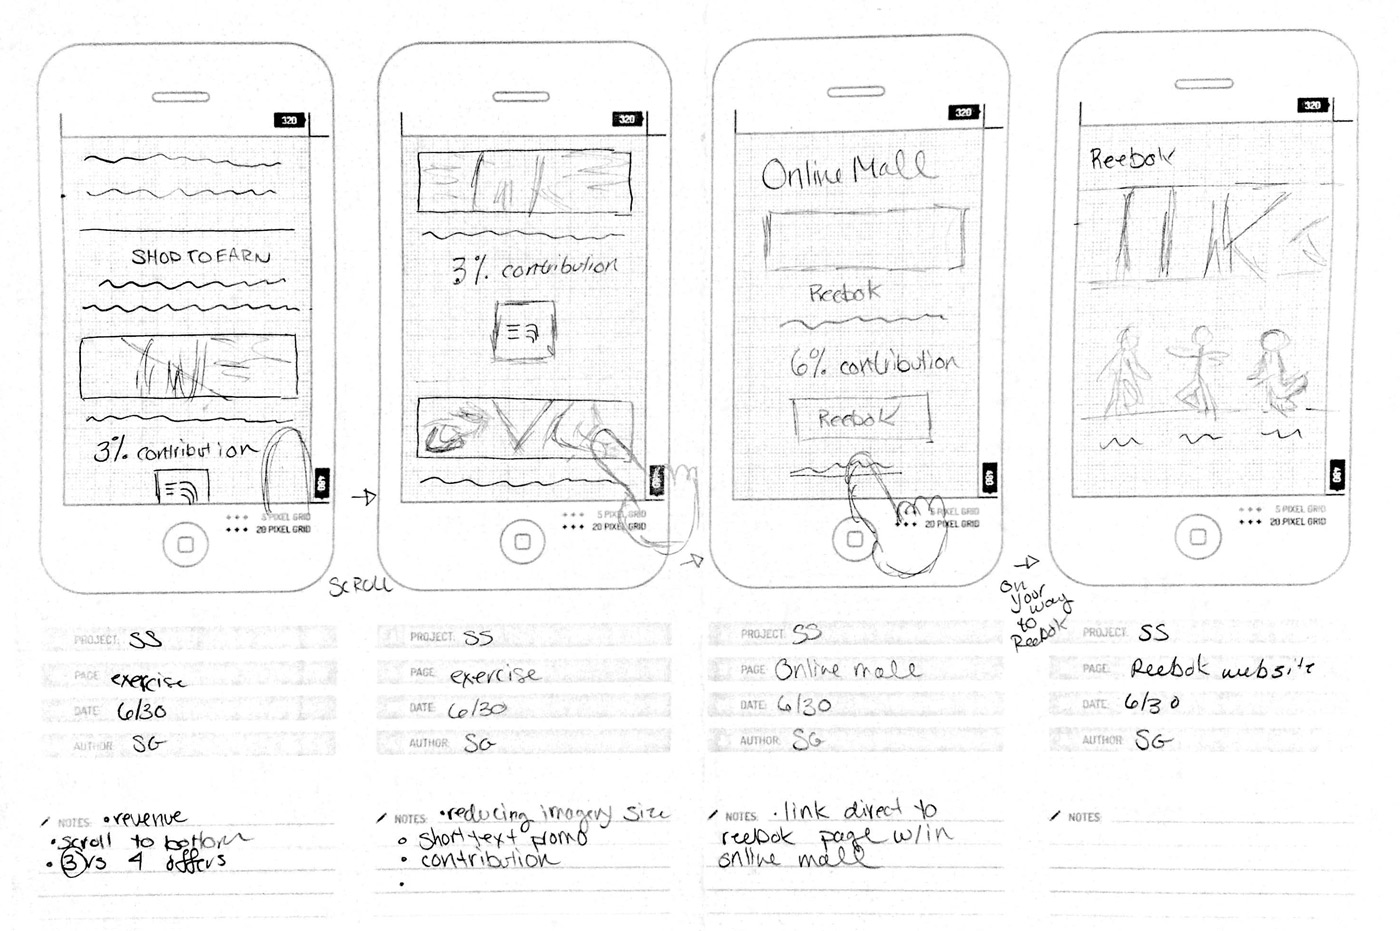 320
SHOP TO EARN
3% contribution
480
5 PIXEL GRID
20 PIXEL GRID
SCROLL
PROJECT: SS
PAGE: exercise
DATE: 6/30
AUTHOR: SG
NOTES: •revenue
•scroll to bottom
•3 vs 4 offers
320
3% contribution
480
5 PIXEL GRID
20 PIXEL GRID
PROJECT: SS
PAGE: exercise
DATE: 6/30
AUTHOR: SG
NOTES: •reducing imagery size
• short text promo
• contribution
•
320
Online Mall
Reebok
6% contribution
Reebok
480
5 PIXEL GRID
20 PIXEL GRID
on
your
way
to
Reebok
PROJECT: SS
PAGE: Online mall
DATE: 6/30
AUTHOR: SG
NOTES: •link direct to
reebok page w/in
online mall
320
Reebok
480
5 PIXEL GRID
20 PIXEL GRID
PROJECT: SS
PAGE: Reebok website
DATE: 6/30
AUTHOR: SG
NOTES: